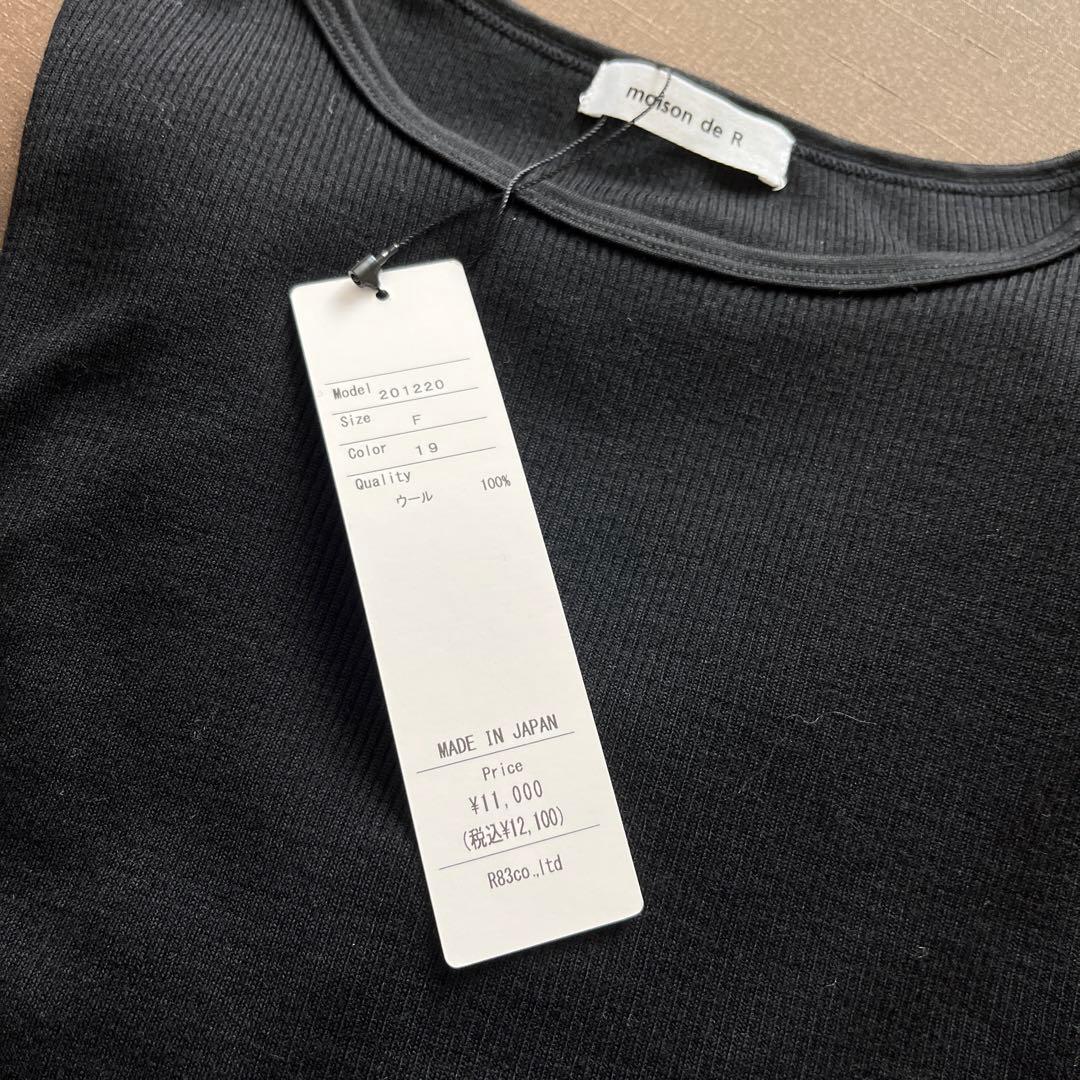 maison de R
Model 201220
Size F
Color 19
Quality
ウール 100%
MADE IN JAPAN
Price
¥11,000
(税込¥12,100)
R83co.,ltd